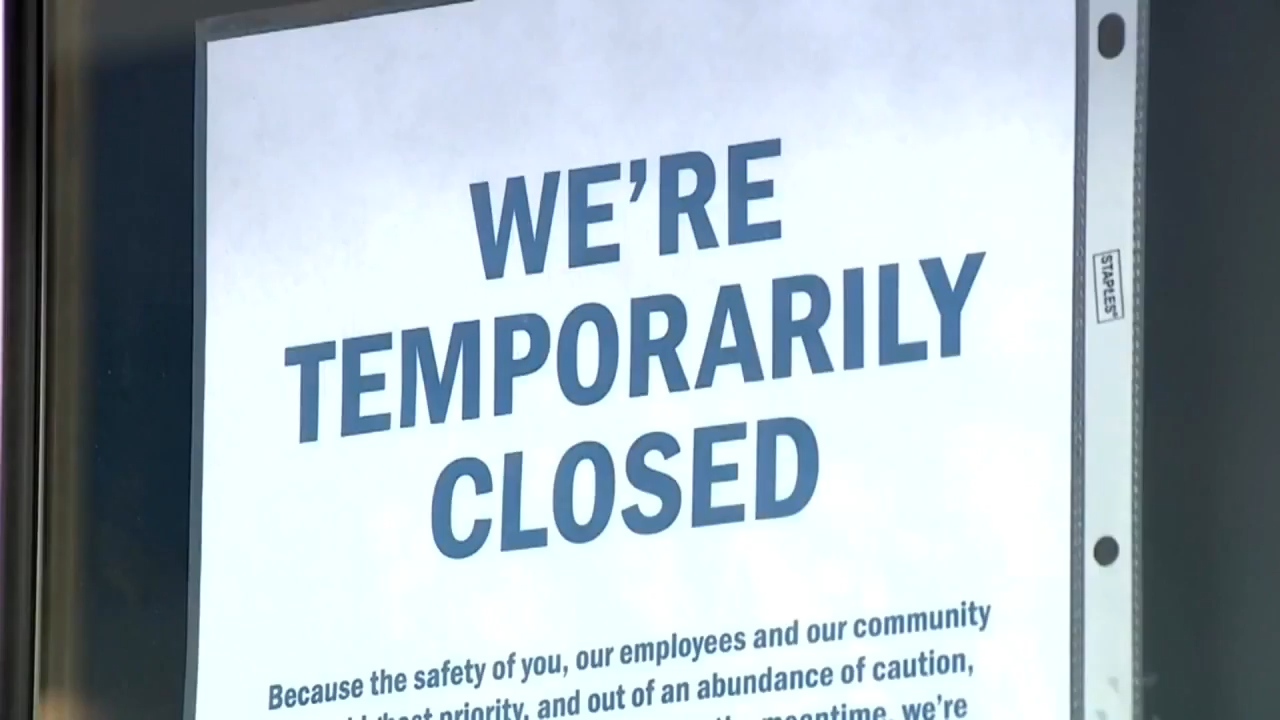 WE'RE
TEMPORARILY
CLOSED
Because the safety of you, our employees and our community
priority, and out of an abundance of caution,
meantime, we're
STAPLES